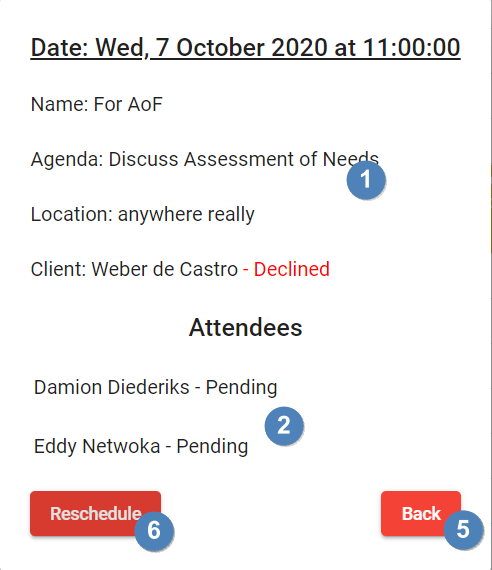 Date: Wed, 7 October 2020 at 11:00:00
Name: For AoF
Agenda: Discuss Assessment of Needs
1
Location: anywhere really
Client: Weber de Castro - Declined
Attendees
Damion Diederiks - Pending
2
Eddy Netwoka - Pending
Reschedule 6 Back 5